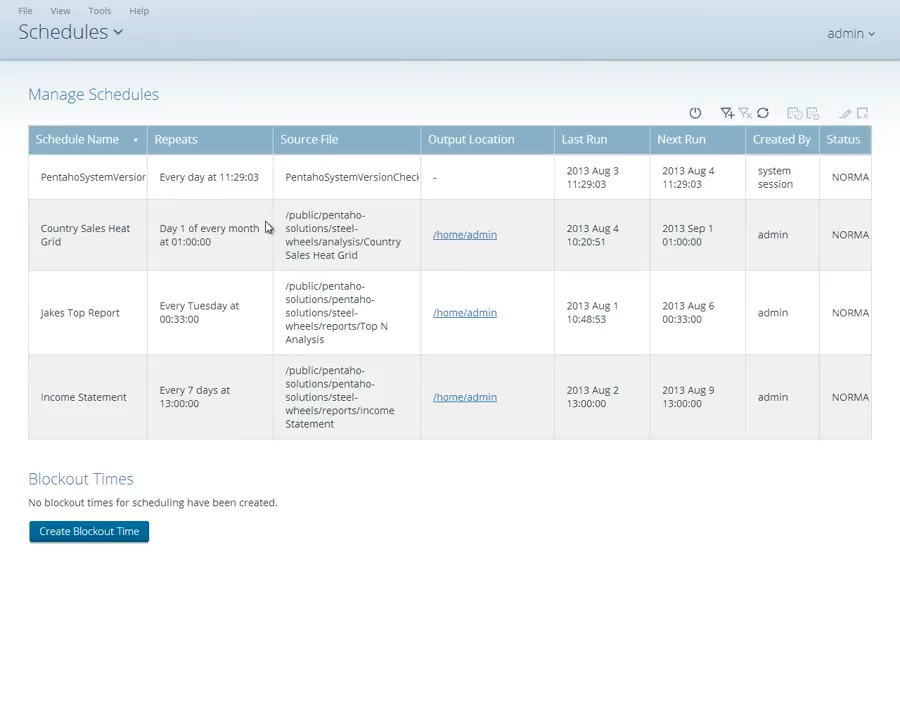 File View Tools Help
Schedules
admin
Manage Schedules
Schedule Name Repeats Source File Output Location Last Run Next Run Created By Status
PentahoSystemVersior Every day at 11:29:03 PentahoSystemVersionCheck - 2013 Aug 3 11:29:03 2013 Aug 4 11:29:03 system session NORMA
Country Sales Heat Grid Day 1 of every month at 01:00:00 /public/pentaho-solutions/steel-wheels/analysis/Country Sales Heat Grid /home/admin 2013 Aug 4 10:20:51 2013 Sep 1 01:00:00 admin NORMA
Jakes Top Report Every Tuesday at 00:33:00 /public/pentaho-solutions/pentaho-solutions/steel-wheels/reports/Top N Analysis /home/admin 2013 Aug 1 10:48:53 2013 Aug 6 00:33:00 admin NORMA
Income Statement Every 7 days at 13:00:00 /public/pentaho-solutions/pentaho-solutions/steel-wheels/reports/Income Statement /home/admin 2013 Aug 2 13:00:00 2013 Aug 9 13:00:00 admin NORMA
Blockout Times
No blockout times for scheduling have been created.
Create Blockout Time